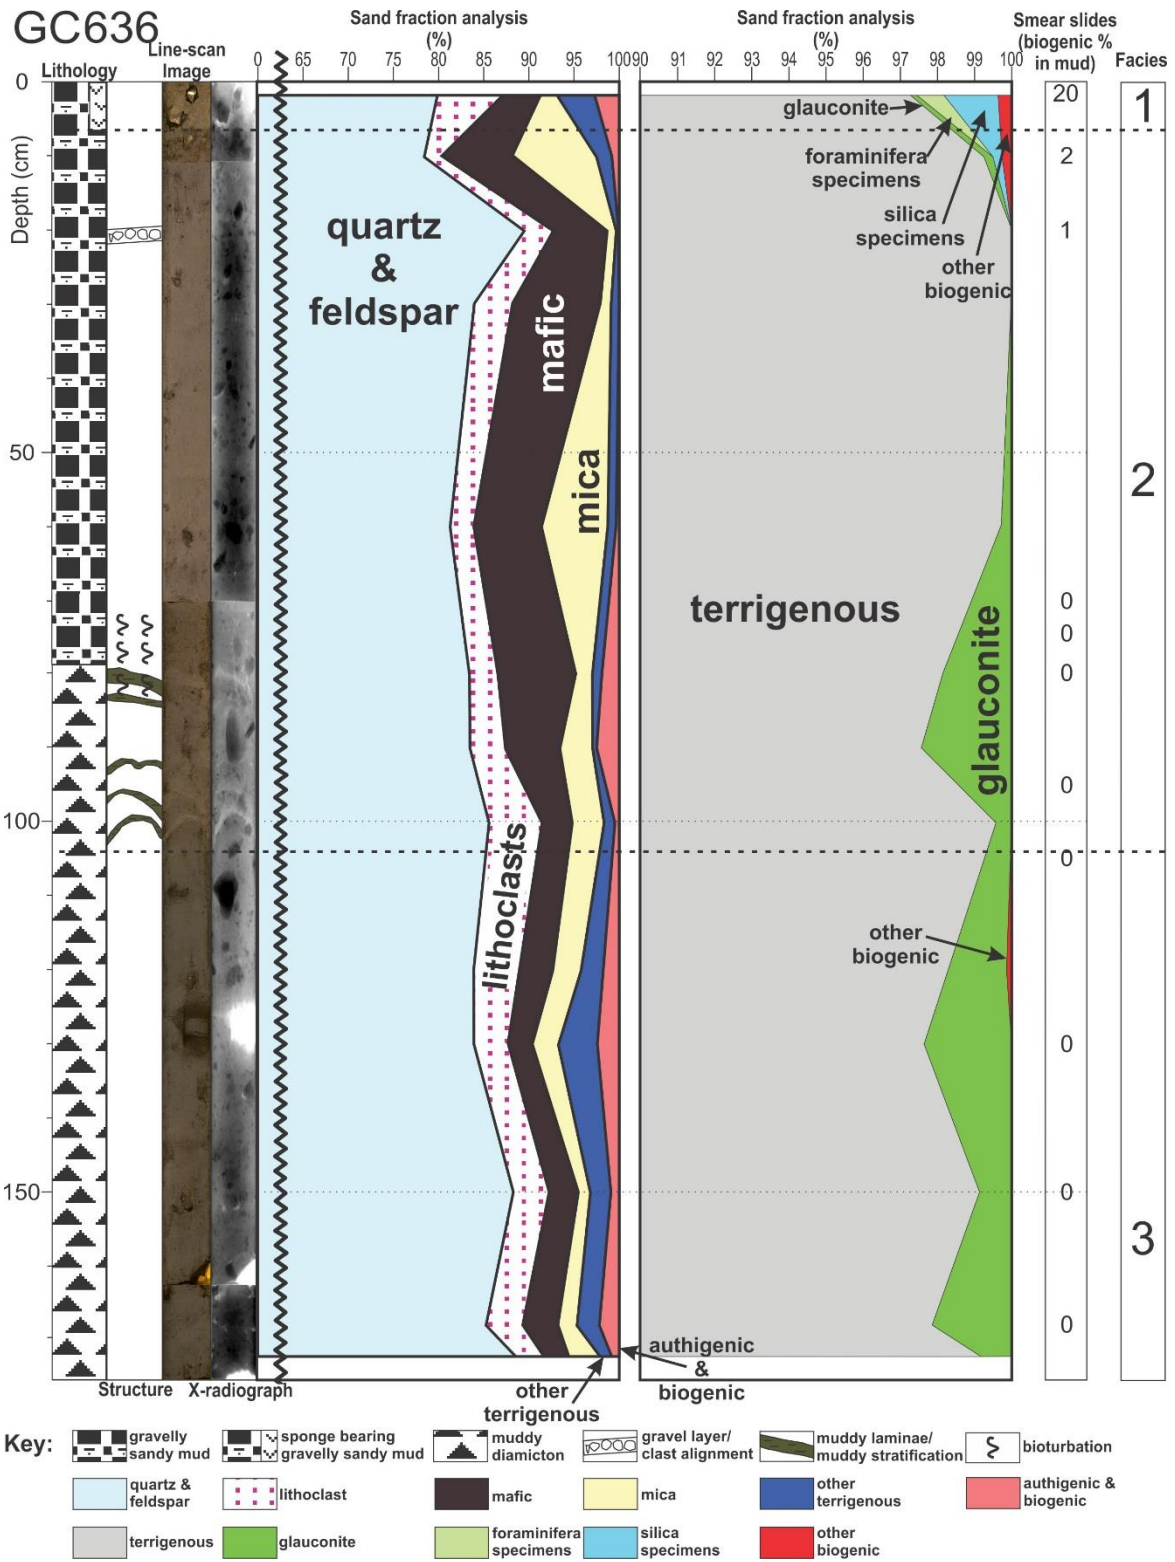 GC636
Lithology
Line-scan
Image
Sand fraction analysis
(%)
Sand fraction analysis
(%)
Smear slides
(biogenic %
in mud)
Facies
0 65 70 75 80 85 90 95 100
90 91 92 93 94 95 96 97 98 99 100
Depth (cm)
0
50
100
150
quartz
&
feldspar
mafic
mica
lithoclasts
terrigenous
glauconite
glauconite
foraminifera
specimens
silica
specimens
other
biogenic
other
biogenic
20
2
1
0
0
0
0
0
0
0
0
1
2
3
Structure
X-radiograph
other
terrigenous
authigenic
&
biogenic
Key:
gravelly
sandy mud
sponge bearing
gravelly sandy mud
muddy
diamicton
gravel layer/
clast alignment
muddy laminae/
muddy stratification
bioturbation
quartz &
feldspar
lithoclast
mafic
mica
other
terrigenous
authigenic &
biogenic
terrigenous
glauconite
foraminifera
specimens
silica
specimens
other
biogenic